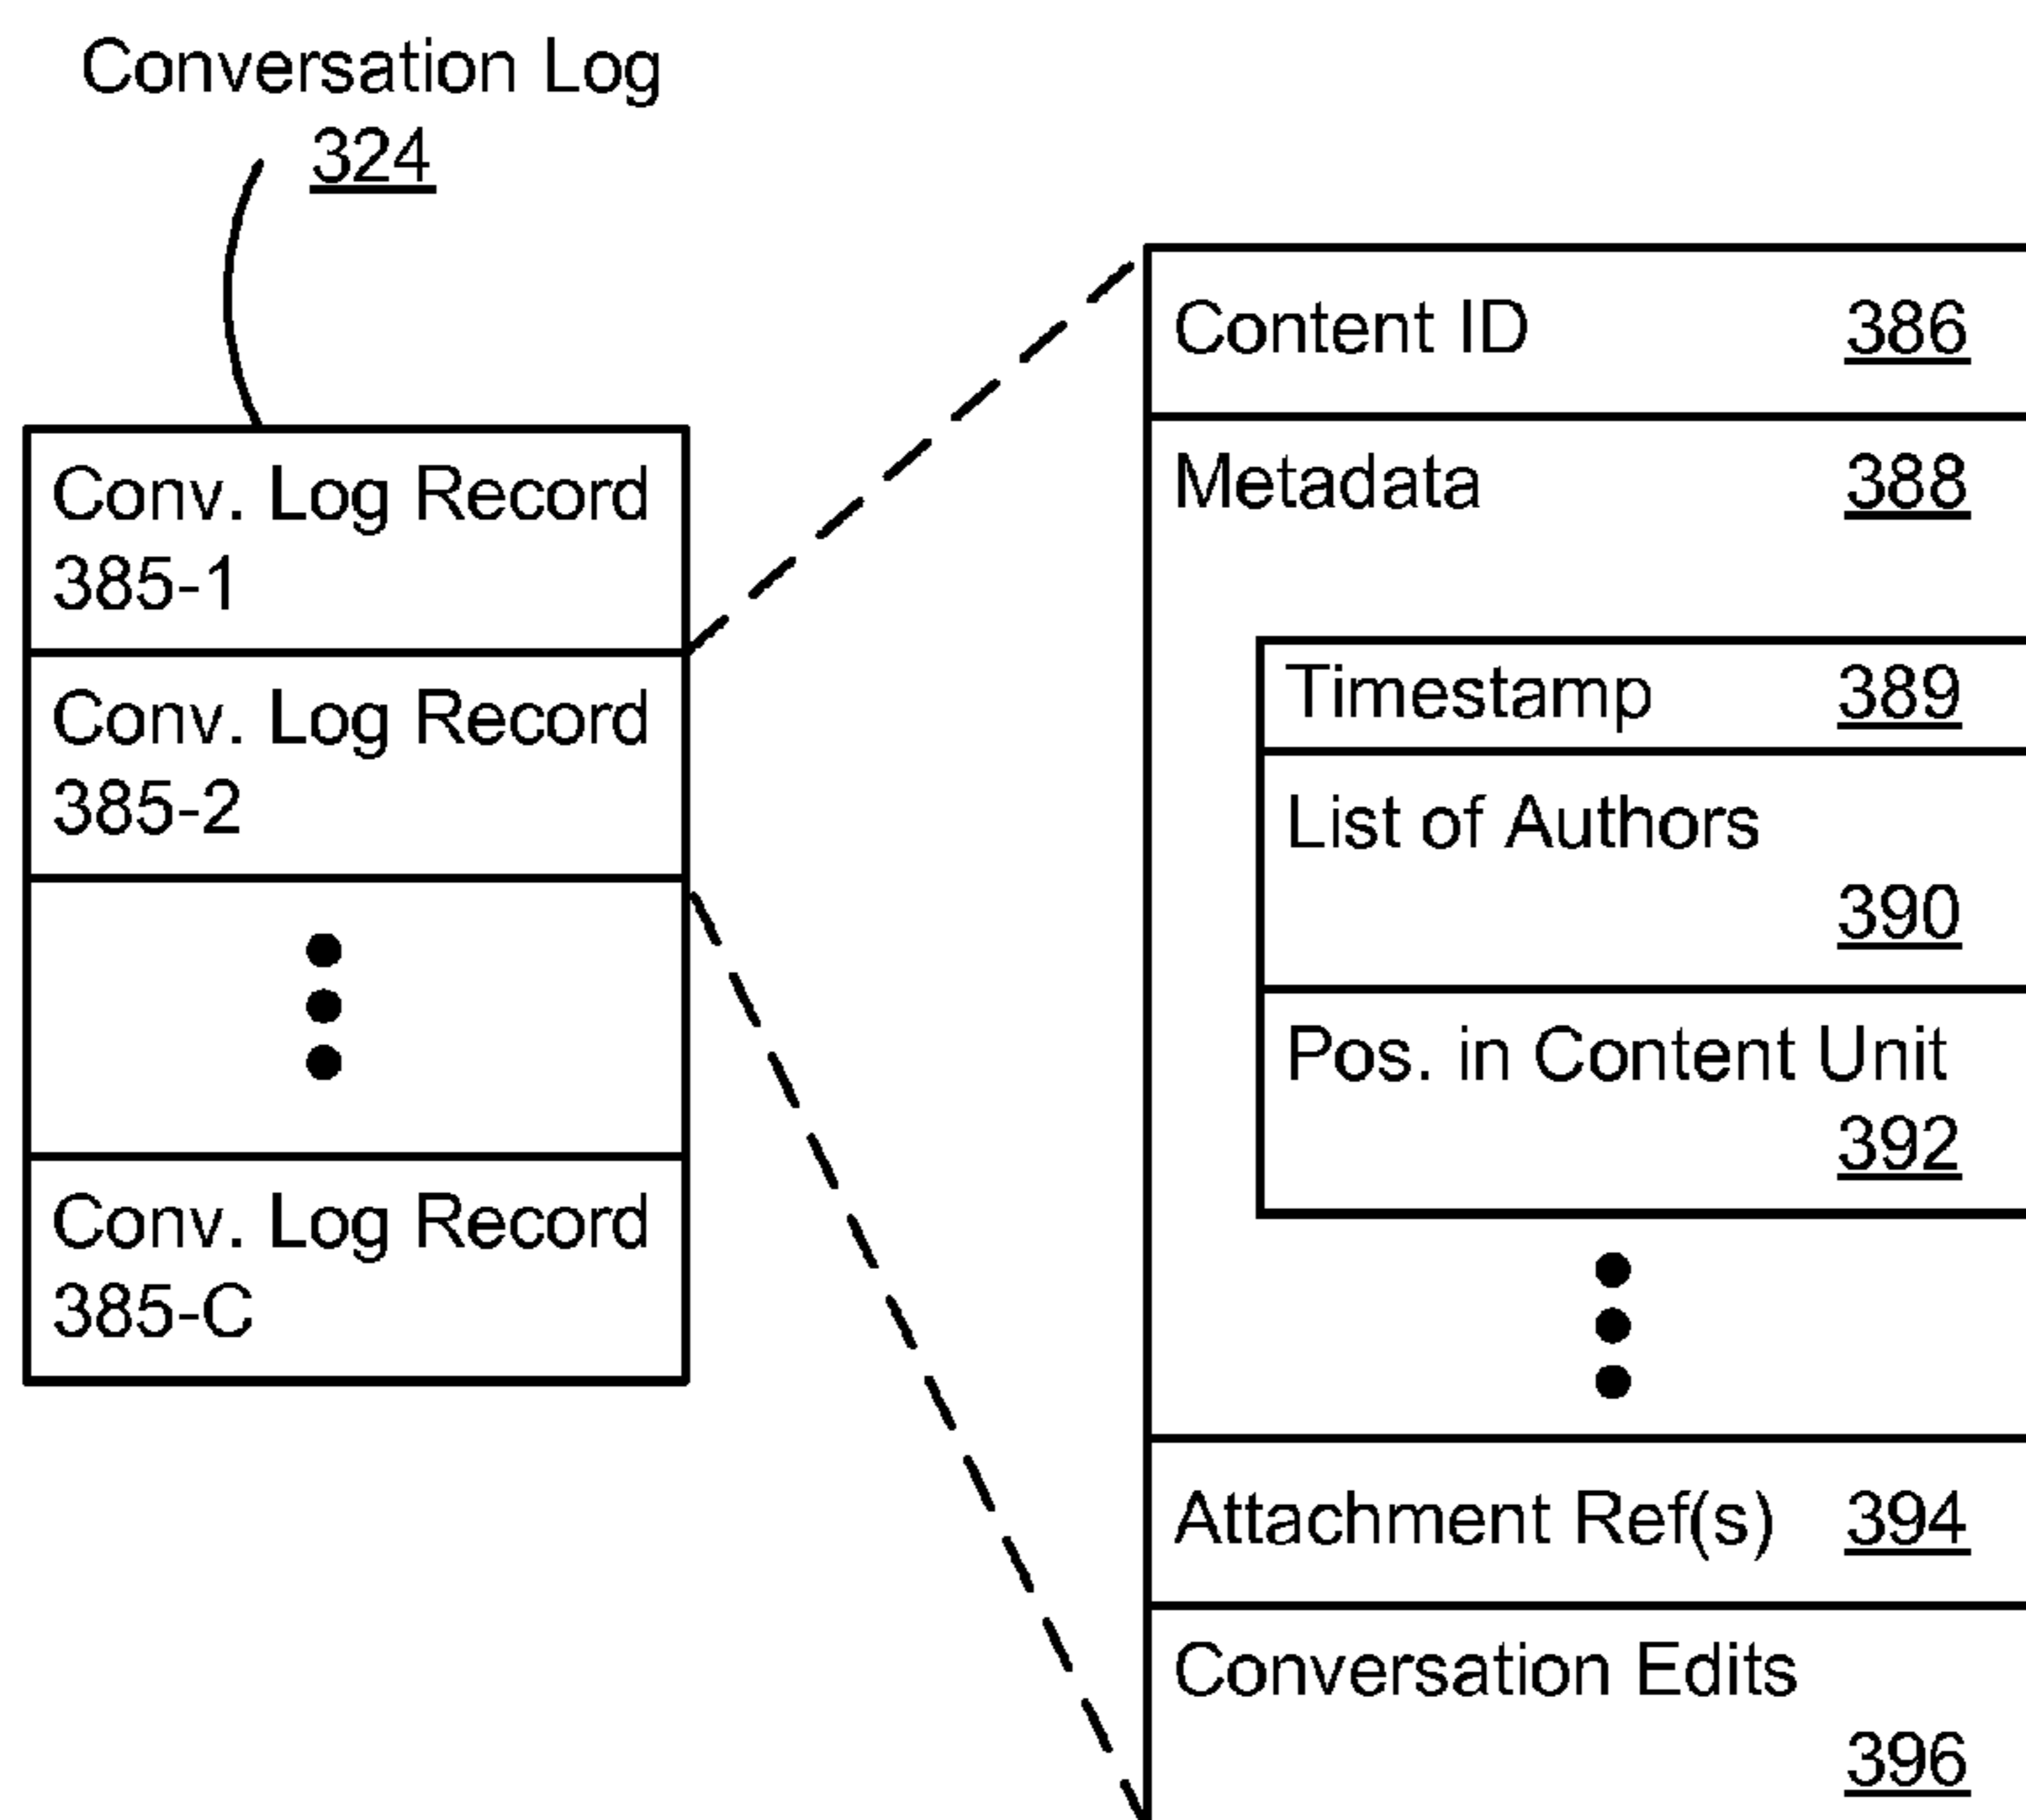 Conversation Log
324
Conv. Log Record
385-1
Conv. Log Record
385-2
Conv. Log Record
385-C
Content ID 386
Metadata 388
Timestamp 389
List of Authors
390
Pos. in Content Unit
392
Attachment Ref(s) 394
Conversation Edits
396